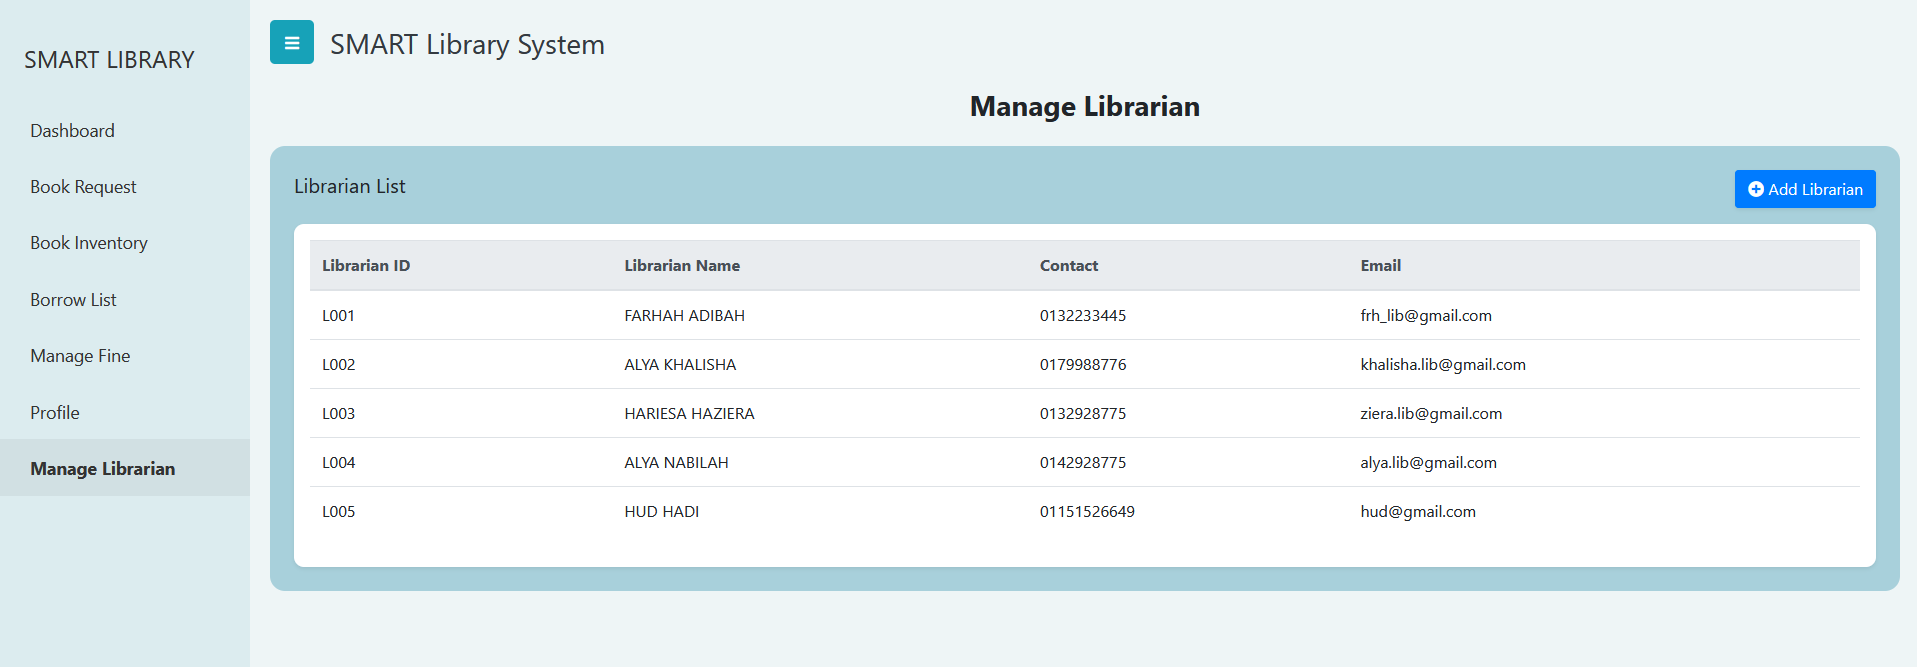 SMART LIBRARY
Dashboard
Book Request
Book Inventory
Borrow List
Manage Fine
Profile
Manage Librarian
SMART Library System
Manage Librarian
Librarian List
Add Librarian
Librarian ID Librarian Name Contact Email
L001 FARHAH ADIBAH 0132233445 frh_lib@gmail.com
L002 ALYA KHALISHA 0179988776 khalisha.lib@gmail.com
L003 HARIESA HAZIERA 0132928775 ziera.lib@gmail.com
L004 ALYA NABILAH 0142928775 alya.lib@gmail.com
L005 HUD HADI 01151526649 hud@gmail.com